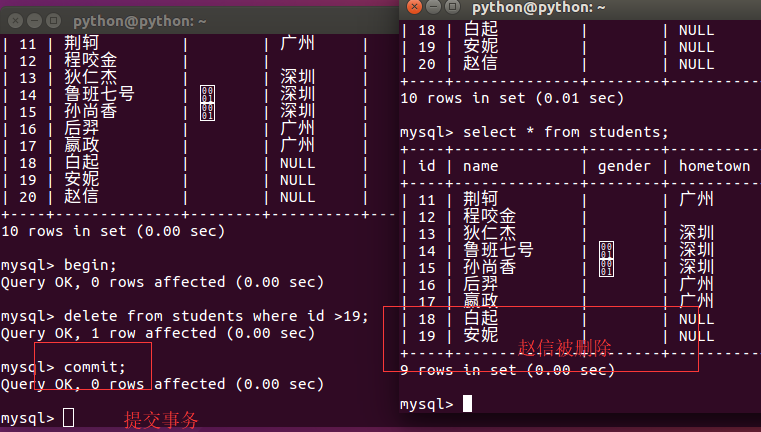 python@python: ~
| 11 | 荆轲 | | 广州 |
| 12 | 程咬金 | | |
| 13 | 狄仁杰 | | 深圳 |
| 14 | 鲁班七号 | 0001 | 深圳 |
| 15 | 孙尚香 | 0001 | 深圳 |
| 16 | 后羿 | | 广州 |
| 17 | 嬴政 | | 广州 |
| 18 | 白起 | | NULL |
| 19 | 安妮 | | NULL |
| 20 | 赵信 | | NULL |
+----+--------------+--------+----------+---
10 rows in set (0.00 sec)
mysql> begin;
Query OK, 0 rows affected (0.00 sec)
mysql> delete from students where id >19;
Query OK, 1 row affected (0.00 sec)
mysql> commit;
Query OK, 0 rows affected (0.00 sec)
mysql>
提交事务
python@python: ~
| 18 | 白起 | | NULL
| 19 | 安妮 | | NULL
| 20 | 赵信 | | NULL
+----+--------------+--------+---------
10 rows in set (0.01 sec)
mysql> select * from students;
+----+--------------+--------+---------
| id | name | gender | hometown
+----+--------------+--------+---------
| 11 | 荆轲 | | 广州
| 12 | 程咬金 | |
| 13 | 狄仁杰 | | 深圳
| 14 | 鲁班七号 | 0001 | 深圳
| 15 | 孙尚香 | 0001 | 深圳
| 16 | 后羿 | | 广州
| 17 | 嬴政 | | 广州
| 18 | 白起 | | NULL
| 19 | 安妮 | | NULL
赵信被删除
+----+--------------+--------+---------
9 rows in set (0.00 sec)
mysql>